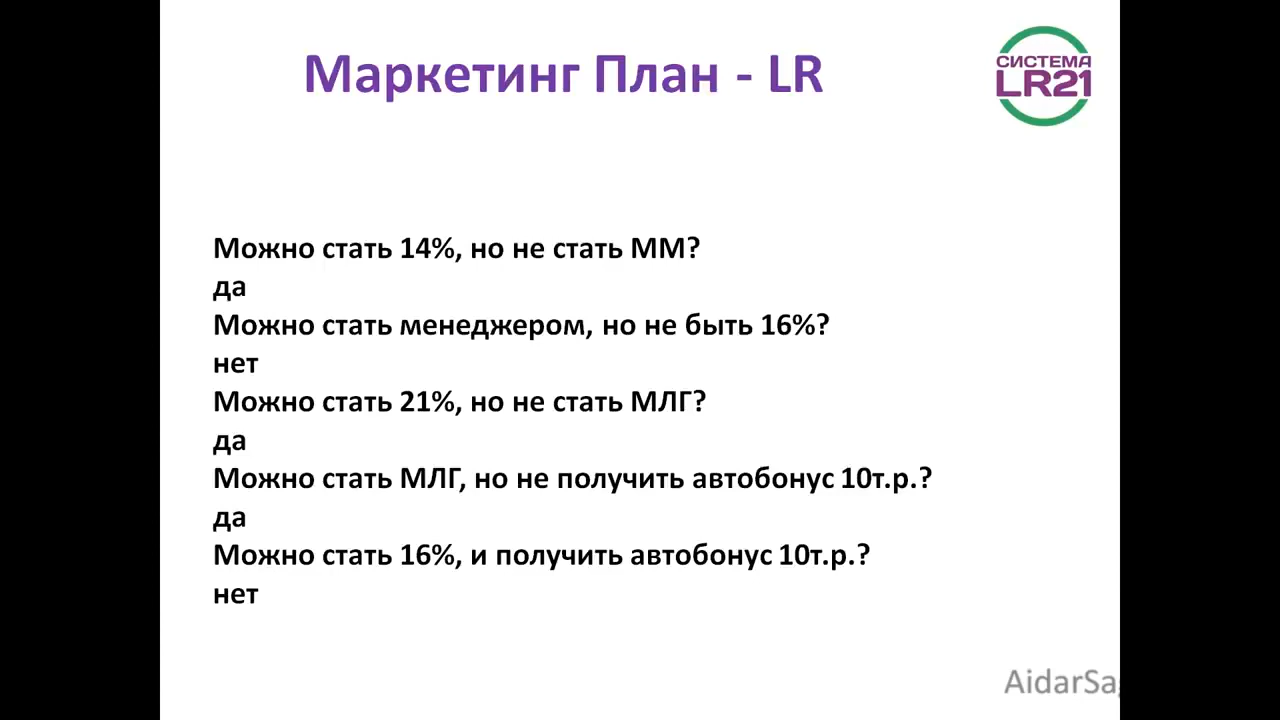 Маркетинг План - LR
СИСТЕМА
LR21
Можно стать 14%, но не стать ММ?
да
Можно стать менеджером, но не быть 16%?
нет
Можно стать 21%, но не стать МЛГ?
да
Можно стать МЛГ, но не получить автобонус 10т.р.?
да
Можно стать 16%, и получить автобонус 10т.р.?
нет
AidarSa